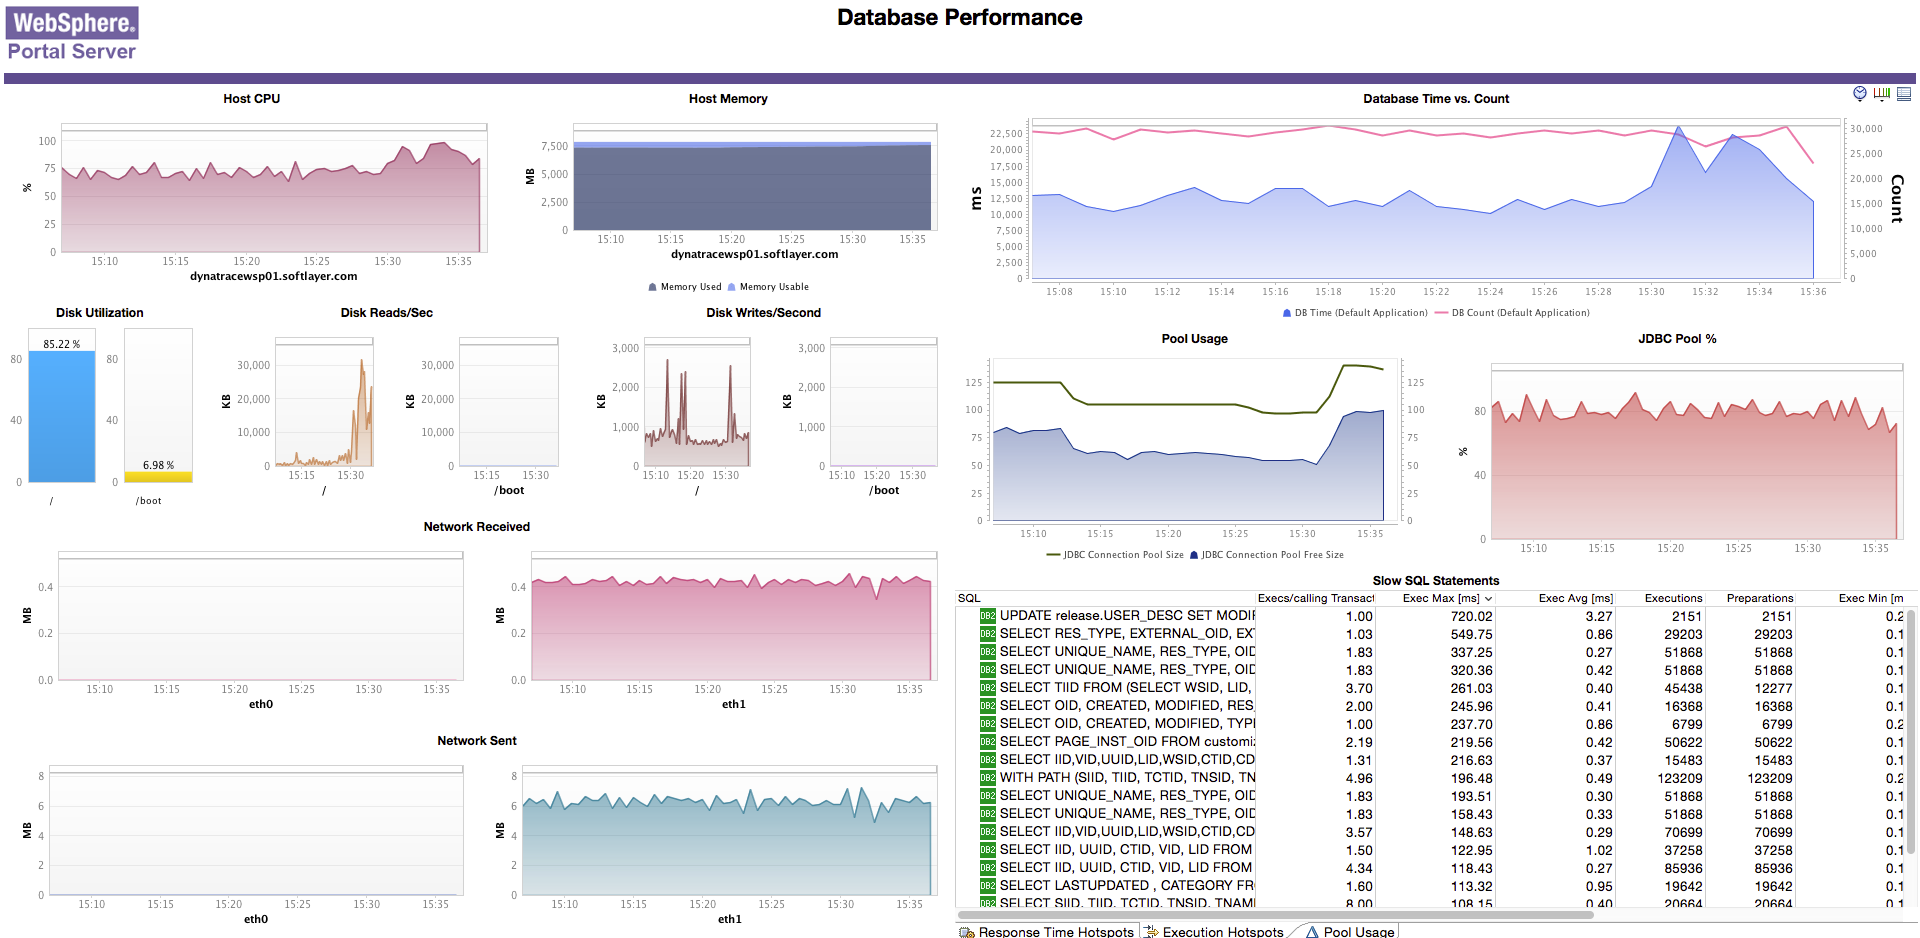 WebSphere.
Portal Server
Database Performance
Host CPU
100
75
50
25
0
%
15:10 15:15 15:20 15:25 15:30 15:35
dynatracewsp01.softlayer.com
Host Memory
7,500
5,000
2,500
0
MB
15:10 15:15 15:20 15:25 15:30 15:35
dynatracewsp01.softlayer.com
Memory Used Memory Usable
Database Time vs. Count
22,500
20,000
17,500
15,000
12,500
10,000
7,500
5,000
2,500
0
ms
30,000
25,000
20,000
15,000
10,000
5,000
0
Count
15:08 15:10 15:12 15:14 15:16 15:18 15:20 15:22 15:24 15:26 15:28 15:30 15:32 15:34 15:36
DB Time (Default Application) DB Count (Default Application)
Disk Utilization
85.22 %
80
40
0
/
80
40
0
6.98 %
/boot
Disk Reads/Sec
30,000
20,000
10,000
0
KB
15:15 15:30
/
30,000
20,000
10,000
0
KB
15:15 15:30
/boot
Disk Writes/Second
3,000
2,000
1,000
0
KB
15:10 15:20 15:30
/
3,000
2,000
1,000
0
KB
15:10 15:20 15:30
/boot
Pool Usage
125
100
75
50
25
0
125
100
75
50
25
0
15:10 15:15 15:20 15:25 15:30 15:35
JDBC Connection Pool Size JDBC Connection Pool Free Size
JDBC Pool %
80
40
0
%
15:10 15:15 15:20 15:25 15:30 15:35
Network Received
0.4
0.2
0.0
MB
15:10 15:15 15:20 15:25 15:30 15:35
eth0
0.4
0.2
0.0
MB
15:10 15:15 15:20 15:25 15:30 15:35
eth1
Network Sent
8
6
4
2
0
MB
15:10 15:15 15:20 15:25 15:30 15:35
eth0
8
6
4
2
0
MB
15:10 15:15 15:20 15:25 15:30 15:35
eth1
Slow SQL Statements
SQL Execs/calling Transact Exec Max [ms] Exec Avg [ms] Executions Preparations Exec Min [m
DB2 UPDATE release.USER_DESC SET MODIF 1.00 720.02 3.27 2151 2151 0.2
DB2 SELECT RES_TYPE, EXTERNAL_OID, EX 1.03 549.75 0.86 29203 29203 0.1
DB2 SELECT UNIQUE_NAME, RES_TYPE, OID 1.83 337.25 0.27 51868 51868 0.1
DB2 SELECT UNIQUE_NAME, RES_TYPE, OID 1.83 320.36 0.42 51868 51868 0.1
DB2 SELECT TIID FROM (SELECT WSID, LID, 3.70 261.03 0.40 45438 12277 0.1
DB2 SELECT OID, CREATED, MODIFIED, RES_ 2.00 245.96 0.41 16368 16368 0.1
DB2 SELECT OID, CREATED, MODIFIED, TYPE 1.00 237.70 0.86 6799 6799 0.2
DB2 SELECT PAGE_INST_OID FROM customi 2.19 219.56 0.42 50622 50622 0.1
DB2 SELECT IID,VID,UUID,LID,WSID,CTID,CD 1.31 216.63 0.37 15483 15483 0.1
DB2 WITH PATH (SIID, TIID, TCTID, TNSID, TN 4.96 196.48 0.49 123209 123209 0.2
DB2 SELECT UNIQUE_NAME, RES_TYPE, OID 1.83 193.51 0.30 51868 51868 0.1
DB2 SELECT UNIQUE_NAME, RES_TYPE, OID 1.83 158.43 0.33 51868 51868 0.1
DB2 SELECT IID,VID,UUID,LID,WSID,CTID,CD 3.57 148.63 0.29 70699 70699 0.1
DB2 SELECT IID, UUID, CTID, VID, LID FROM 1.50 122.95 1.02 37258 37258 0.1
DB2 SELECT IID, UUID, CTID, VID, LID FROM 4.34 118.43 0.27 85936 85936 0.1
DB2 SELECT LASTUPDATED , CATEGORY FR 1.60 113.32 0.95 19642 19642 0.1
DB2 SELECT SIID, TIID, TCTID, TNSID, TNAM 8.00 108.15 0.40 20664 20664 0.1
Response Time Hotspots Execution Hotspots Pool Usage